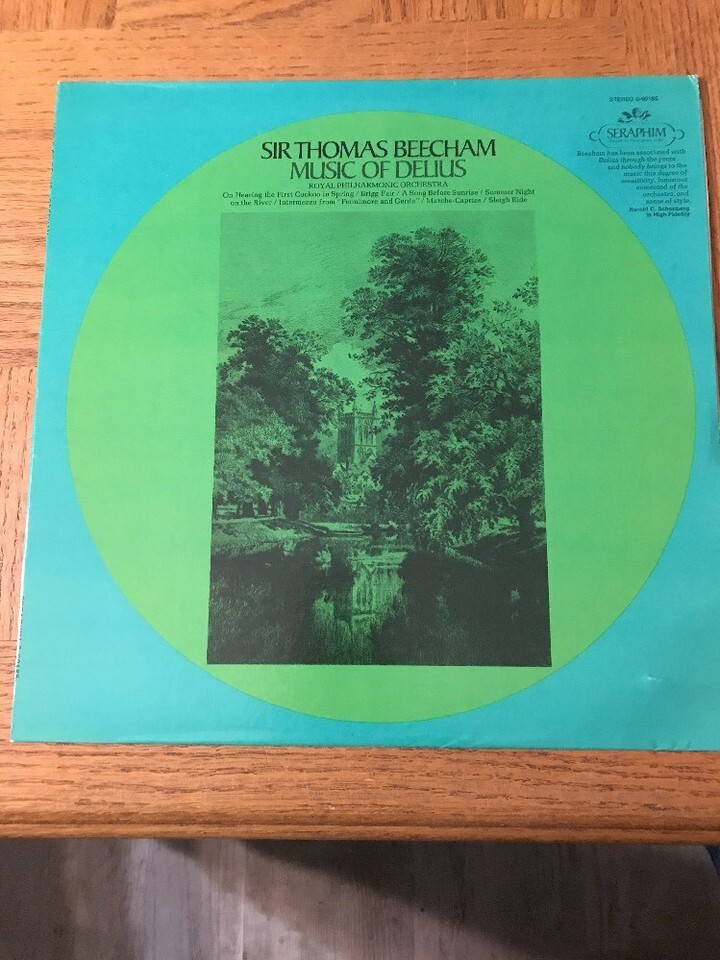 STEREO S-60185
SERAPHIM
SIR THOMAS BEECHAM
MUSIC OF DELIUS
ROYAL PHILHARMONIC ORCHESTRA
On Hearing the First Cuckoo in Spring / Brigg Fair / A Song Before Sunrise / Summer Night
on the River / Intermezzo from "Fennimore and Gerda" / Marche-Caprice / Sleigh Ride
Beecham has been associated with
Delius through the years
and nobody brings to the
music this degree of
sensitivity, luminous
command of the
orchestra, and
sense of style.
Harold C. Schonberg
in High Fidelity